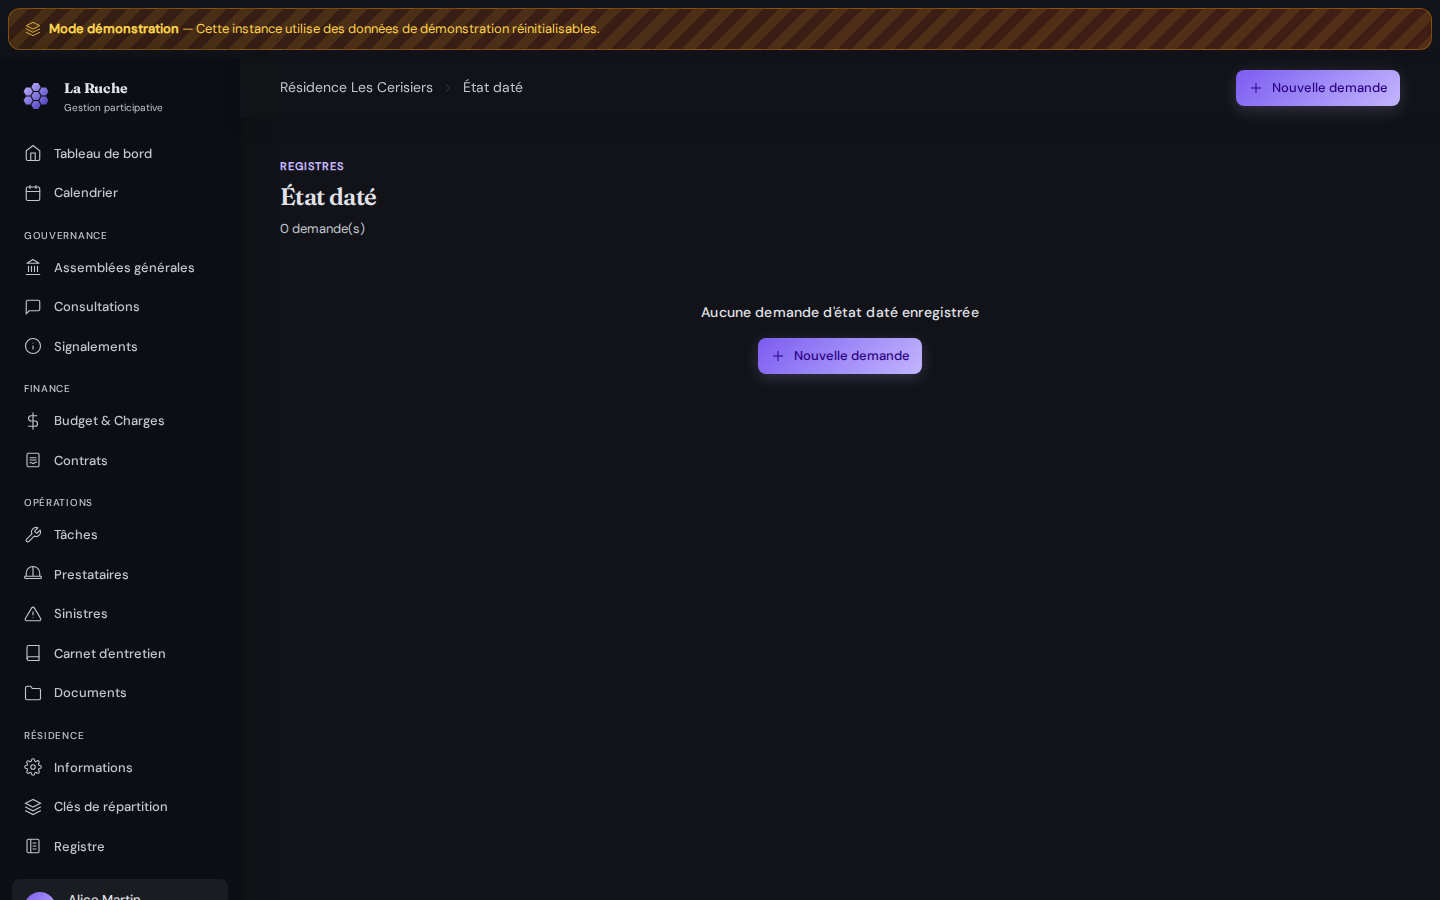 Mode démonstration — Cette instance utilise des données de démonstration réinitialisables.
La Ruche
Gestion participative
Tableau de bord
Calendrier
GOUVERNANCE
Assemblées générales
Consultations
Signalements
FINANCE
Budget & Charges
Contrats
OPÉRATIONS
Tâches
Prestataires
Sinistres
Carnet d'entretien
Documents
RÉSIDENCE
Informations
Clés de répartition
Registre
Alice Martin
Résidence Les Cerisiers > État daté
Nouvelle demande
REGISTRES
État daté
0 demande(s)
Aucune demande d'état daté enregistrée
Nouvelle demande